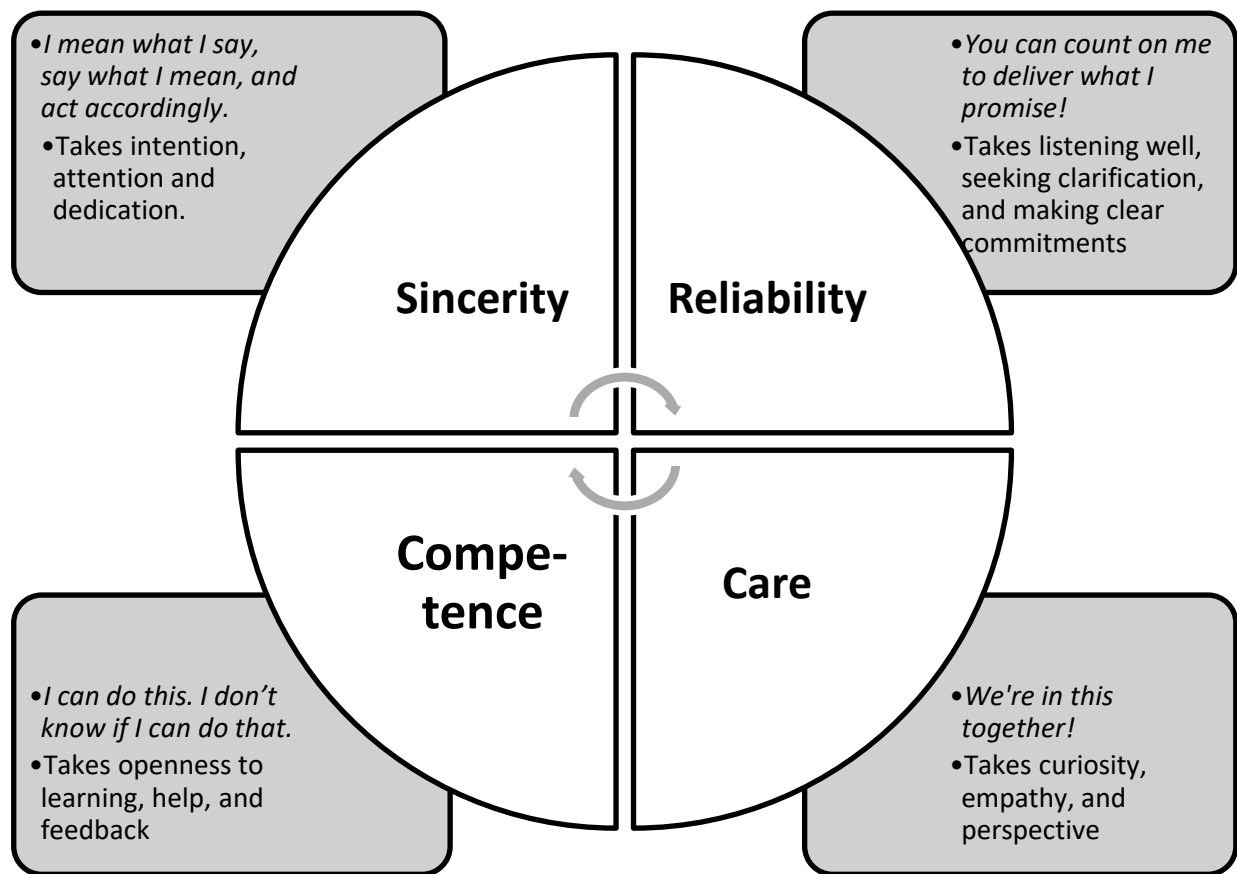 •I mean what I say,
say what I mean, and
act accordingly.
•Takes intention,
attention and
dedication.
•You can count on me
to deliver what I
promise!
•Takes listening well,
seeking clarification,
and making clear
commitments
Sincerity
Reliability
Compe-
tence
Care
•I can do this. I don’t
know if I can do that.
•Takes openness to
learning, help, and
feedback
•We're in this
together!
•Takes curiosity,
empathy, and
perspective